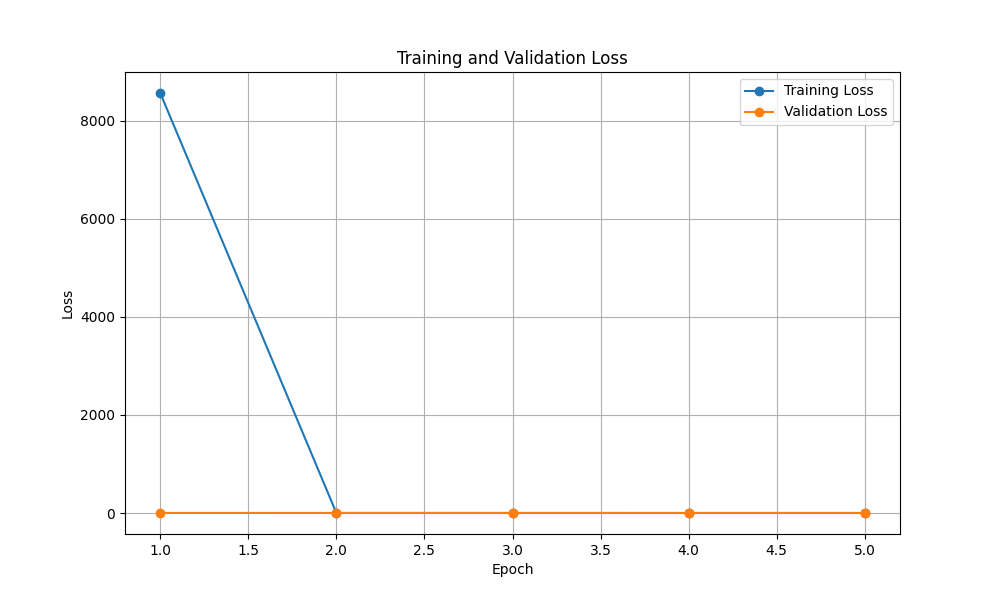 Training and Validation Loss
Training Loss
Validation Loss
8000
6000
4000
2000
0
Loss
1.0 1.5 2.0 2.5 3.0 3.5 4.0 4.5 5.0
Epoch